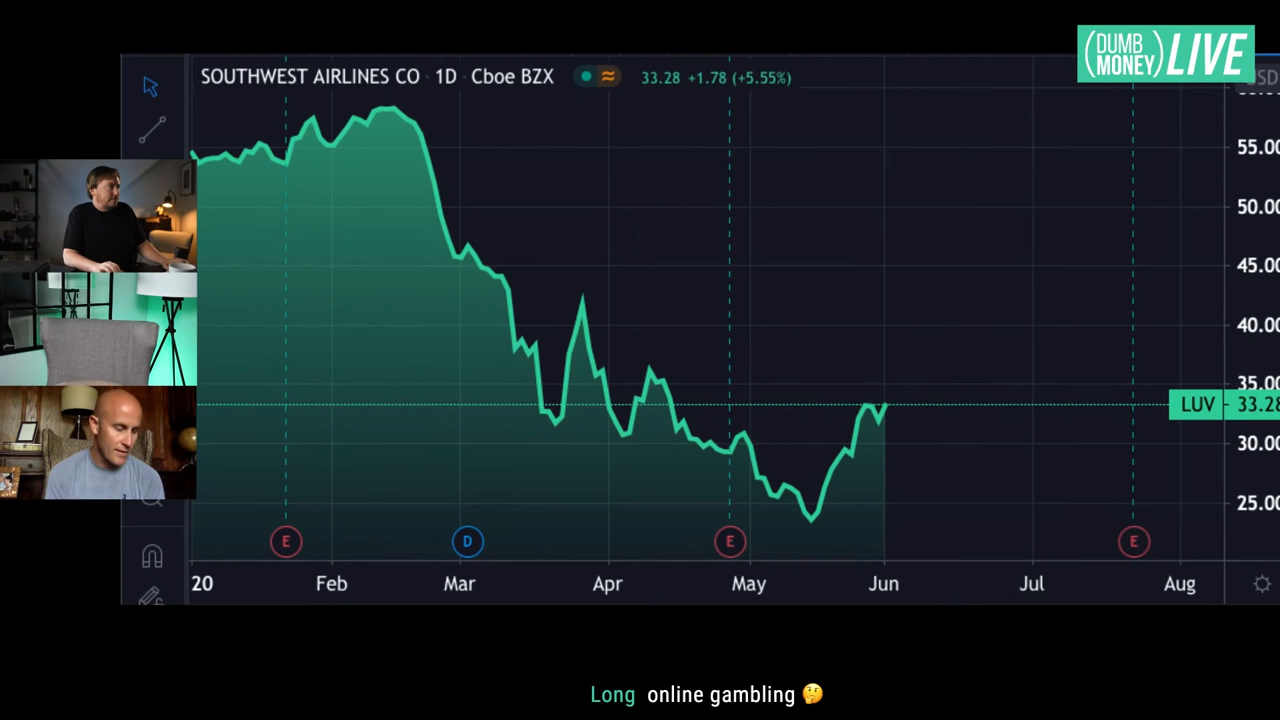 (DUMB MONEY) LIVE
SOUTHWEST AIRLINES CO · 1D · Cboe BZX
33.28 +1.78 (+5.55%)
SD
55.00
50.00
45.00
40.00
35.00
LUV - 33.28
30.00
25.00
E
D
E
E
20 Feb Mar Apr May Jun Jul Aug
Long online gambling 🤔